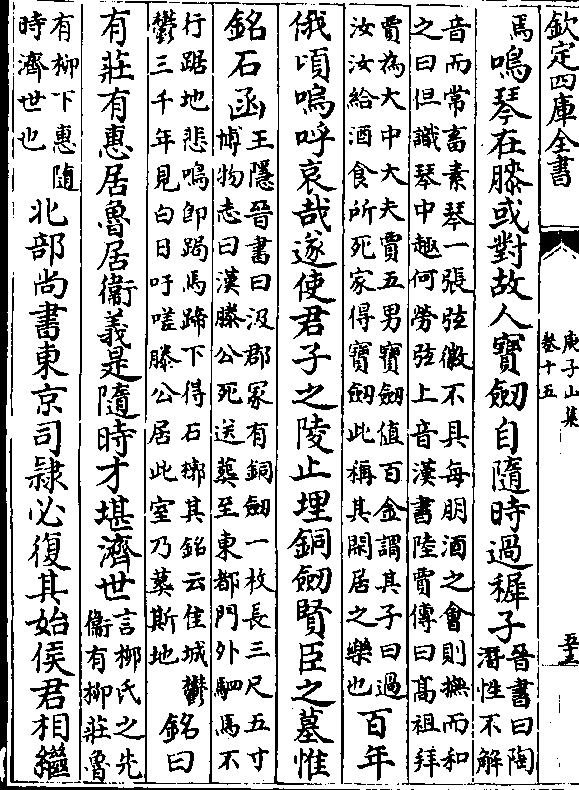 欽定四庫全書
庚子山集
卷十五
焉鳴琴在膝或對故人寶劒自隨時過穉子
晉書曰陶
潛性不解
音而常畜素琴一張弦徽不具每朋酒之會則撫而和
之曰但識琴中趣何勞弦上音漢書陸賈傳曰高祖拜
賈為大中大夫賈五男寶劒值百金謂其子曰過
汝汝給酒食所死家得寶劒此稱其閑居之樂也
百年
俄頃嗚呼哀哉遂使君子之陵止埋銅劒賢臣之墓惟
銘石函
王隱晉書曰汲郡冢有銅劒一枚長三尺五寸
博物志曰漢滕公死送塟至東都門外駟馬不
行踞地悲鳴即跼馬蹄下得石槨其銘云佳城鬱
鬱三千年見白日吁嗟滕公居此室乃塟斯地
銘曰
有莊有惠居魯居衞義是隨時才堪濟世
言栁氏之先
衞有栁莊魯
有栁下惠隨
時濟世也
北部尚書東京司隸必復其始侯君相繼